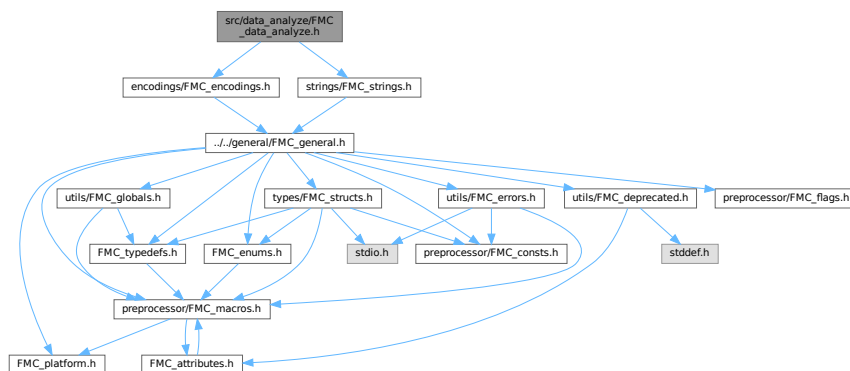 src/data_analyze/FMC
_data_analyze.h
encodings/FMC_encodings.h
strings/FMC_strings.h
../../general/FMC_general.h
utils/FMC_globals.h
types/FMC_structs.h
utils/FMC_errors.h
utils/FMC_deprecated.h
preprocessor/FMC_flags.h
FMC_typedefs.h
FMC_enums.h
stdio.h
preprocessor/FMC_consts.h
stddef.h
preprocessor/FMC_macros.h
FMC_platform.h
FMC_attributes.h